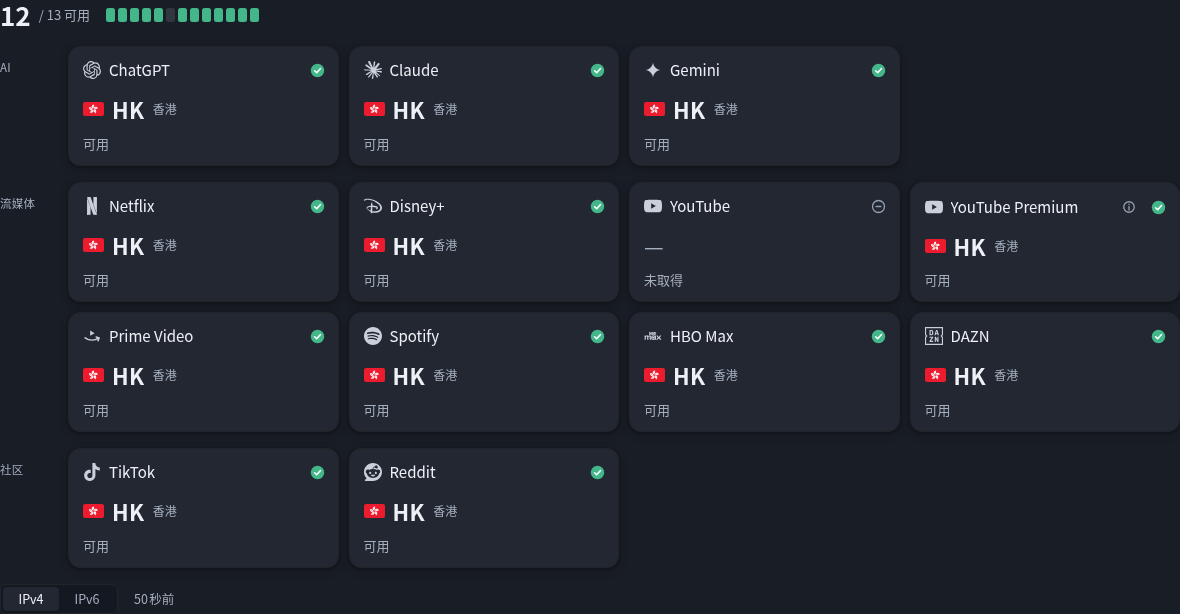 12 / 13 可用
AI
ChatGPT
HK 香港
可用
Claude
HK 香港
可用
Gemini
HK 香港
可用
流媒体
Netflix
HK 香港
可用
Disney+
HK 香港
可用
YouTube
—
未取得
YouTube Premium
HK 香港
可用
Prime Video
HK 香港
可用
Spotify
HK 香港
可用
HBO max
HBO Max
HK 香港
可用
DA
ZN
DAZN
HK 香港
可用
社区
TikTok
HK 香港
可用
Reddit
HK 香港
可用
IPv4 IPv6 50秒前